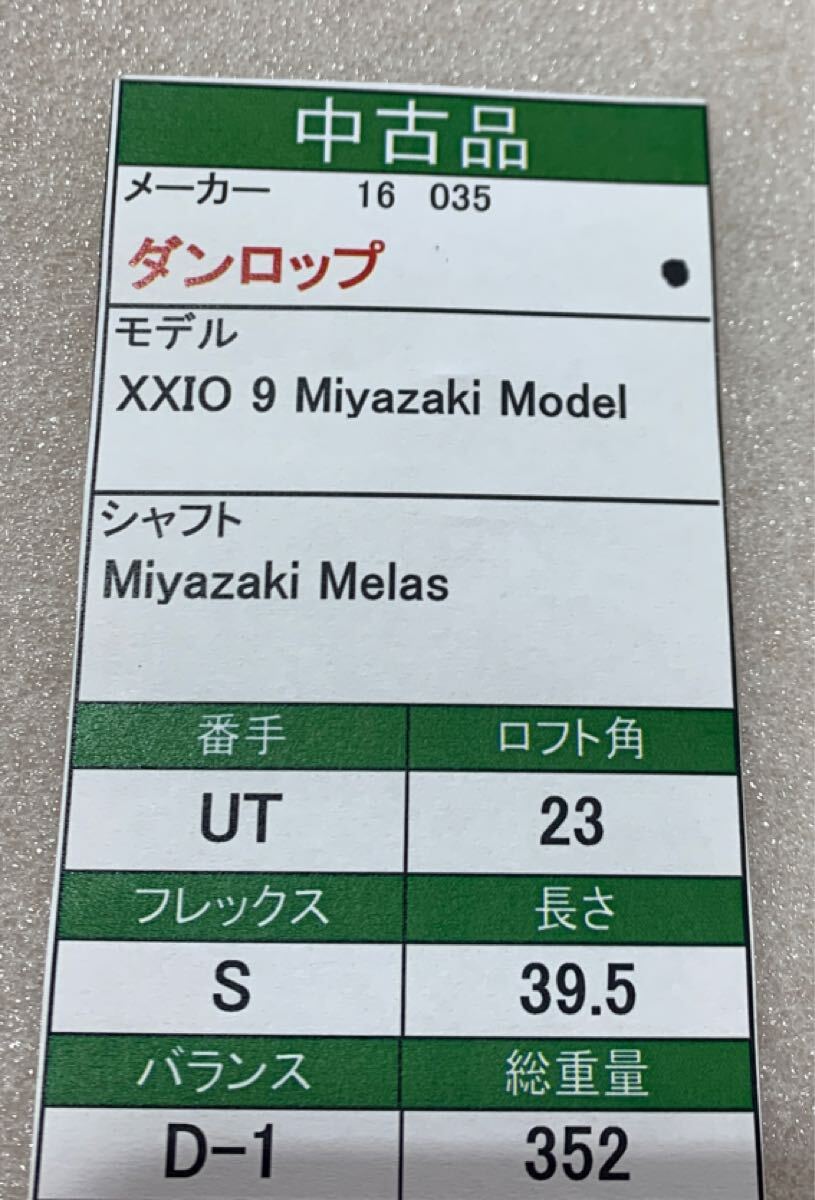 中古品
メーカー 16 035
ダンロップ
モデル
XXIO 9 Miyazaki Model
シャフト
Miyazaki Melas
番手 ロフト角
UT 23
フレックス 長さ
S 39.5
バランス 総重量
D-1 352